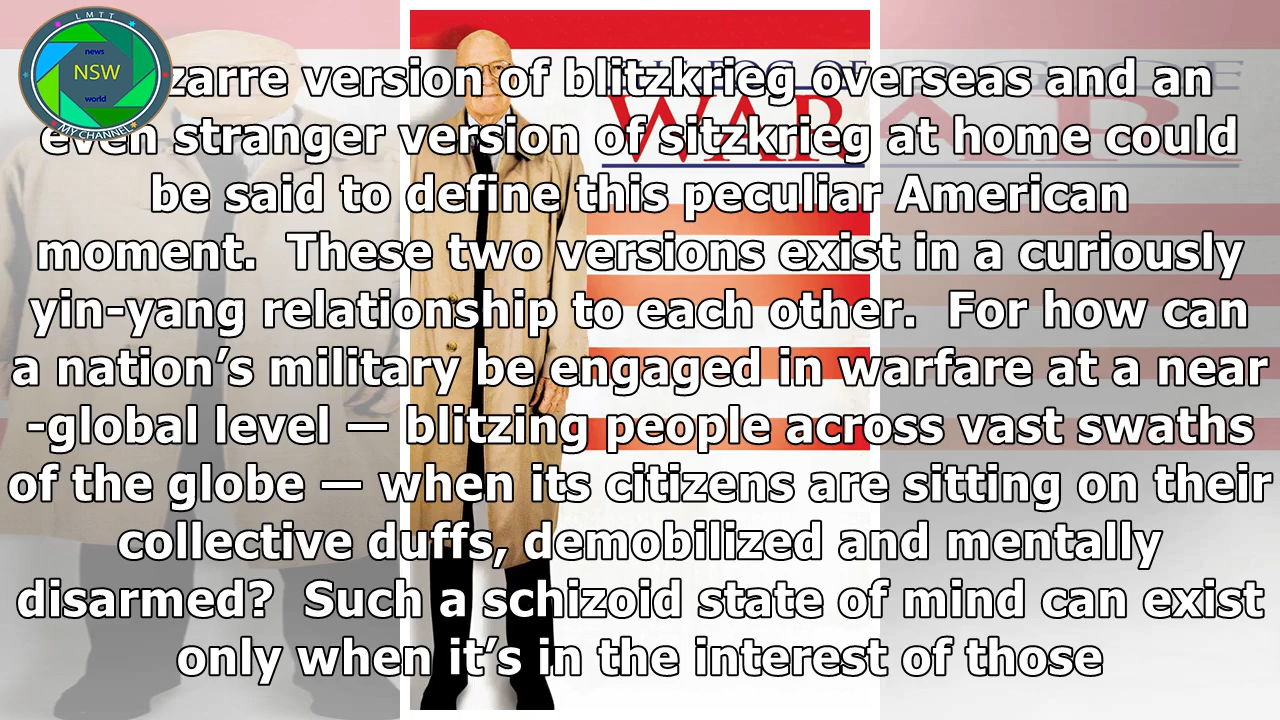 LMTT
news
NSW
world
MY CHANNEL
zarre version of blitzkrieg overseas and an
even stranger version of sitzkrieg at home could
be said to define this peculiar American
moment.  These two versions exist in a curiously
yin-yang relationship to each other.  For how can
a nation’s military be engaged in warfare at a near
-global level — blitzing people across vast swaths
of the globe — when its citizens are sitting on their
collective duffs, demobilized and mentally
disarmed?  Such a schizoid state of mind can exist
only when it’s in the interest of those
WAR